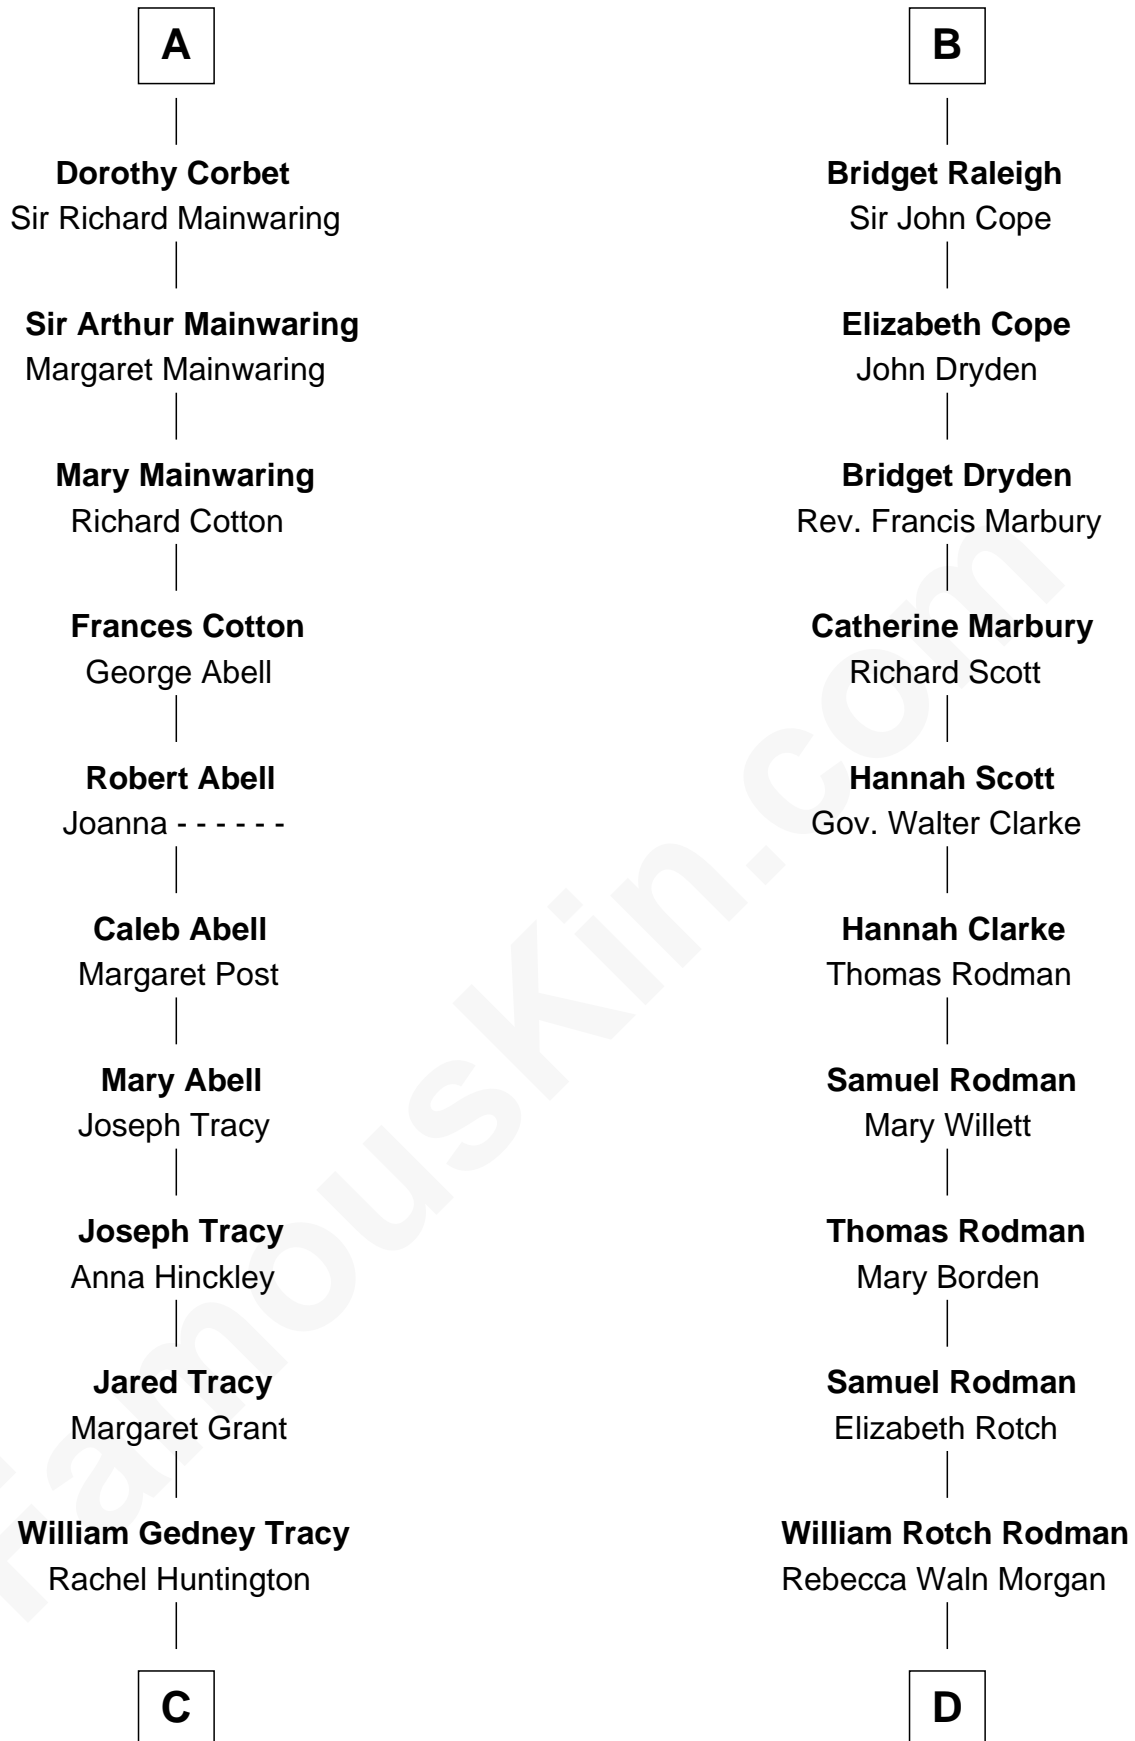 A
Dorothy Corbet
Sir Richard Mainwaring
Sir Arthur Mainwaring
Margaret Mainwaring
Mary Mainwaring
Richard Cotton
Frances Cotton
George Abell
Robert Abell
Joanna - - - - - -
Caleb Abell
Margaret Post
Mary Abell
Joseph Tracy
Joseph Tracy
Anna Hinckley
Jared Tracy
Margaret Grant
William Gedney Tracy
Rachel Huntington
C
B
Bridget Raleigh
Sir John Cope
Elizabeth Cope
John Dryden
Bridget Dryden
Rev. Francis Marbury
Catherine Marbury
Richard Scott
Hannah Scott
Gov. Walter Clarke
Hannah Clarke
Thomas Rodman
Samuel Rodman
Mary Willett
Thomas Rodman
Mary Borden
Samuel Rodman
Elizabeth Rotch
William Rotch Rodman
Rebecca Waln Morgan
D
FamousKin.com